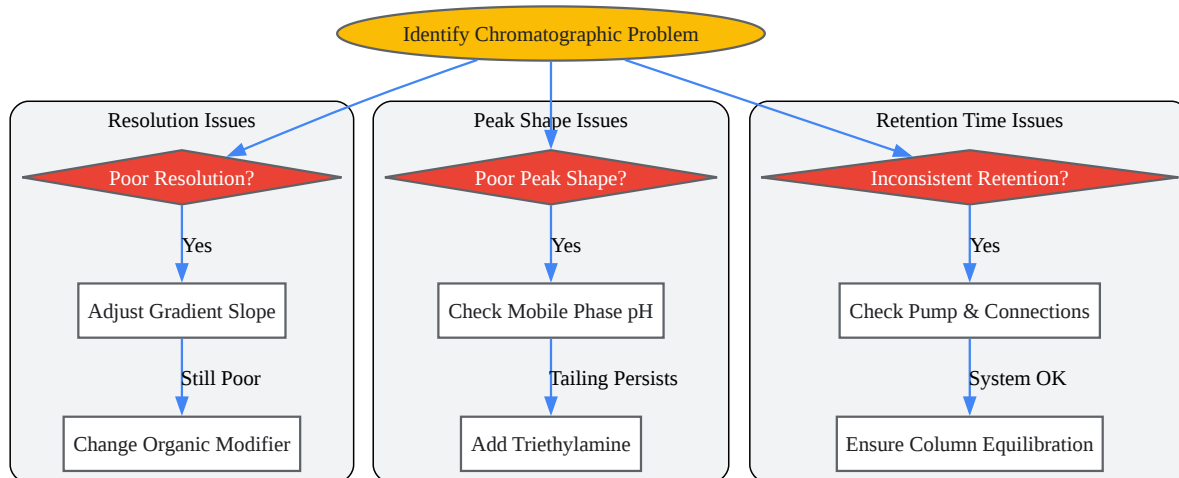 Identify Chromatographic Problem
Resolution Issues
Peak Shape Issues
Retention Time Issues
Poor Resolution?
Poor Peak Shape?
Inconsistent Retention?
Yes
Yes
Yes
Adjust Gradient Slope
Check Mobile Phase pH
Check Pump & Connections
Still Poor
Tailing Persists
System OK
Change Organic Modifier
Add Triethylamine
Ensure Column Equilibration